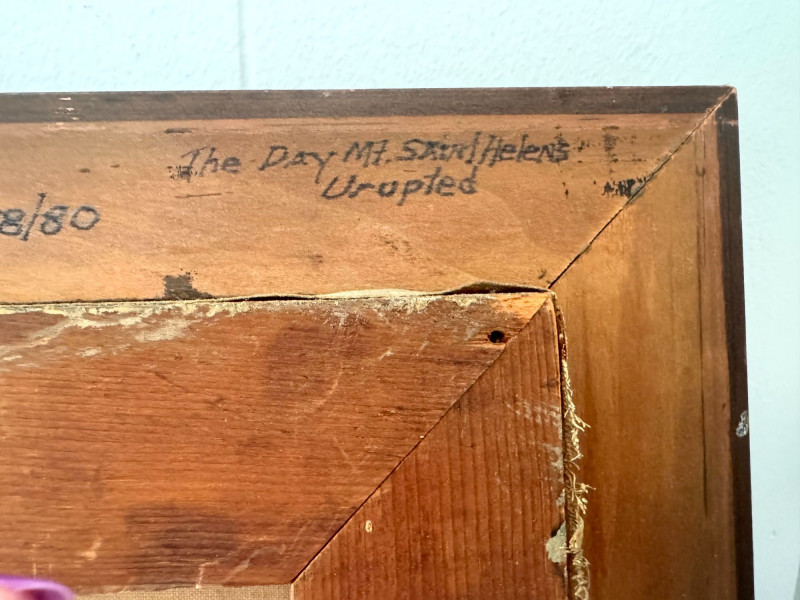 The Day Mt. Saint Helens
Urupted
8/80